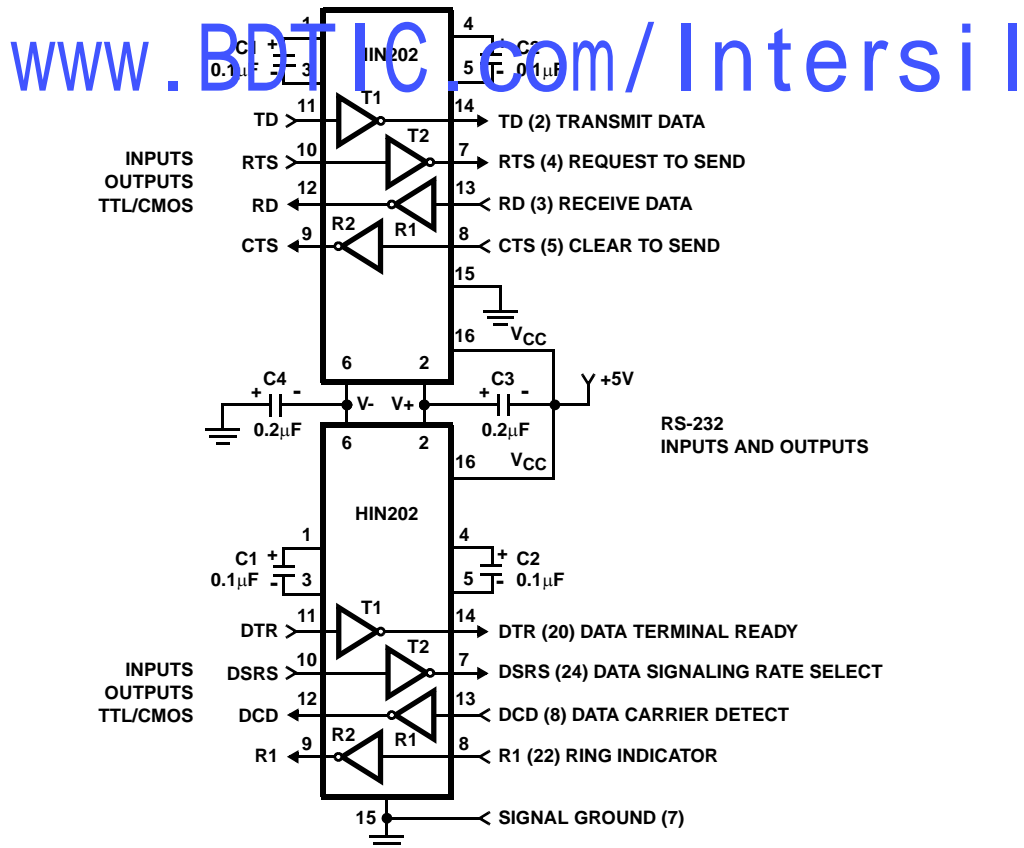 www.BDTIC.com/Intersil
1
4
C1 + HIN202 + C2
0.1µF - 3
5 - 0.1µF
T1
TD 11 14 TD (2) TRANSMIT DATA
T2
INPUTS
OUTPUTS
TTL/CMOS
RTS 10 7 RTS (4) REQUEST TO SEND
RD 12 13 RD (3) RECEIVE DATA
R2 R1
CTS 9 8 CTS (5) CLEAR TO SEND
15
16 VCC
6 2
C4
+ -
0.2µF
V- V+
C3
+ -
0.2µF
+5V
RS-232
INPUTS AND OUTPUTS
6 2
16 VCC
HIN202
1
4
C1 +
0.1µF - 3
+ C2
5 - 0.1µF
T1
DTR 11 14 DTR (20) DATA TERMINAL READY
T2
INPUTS
OUTPUTS
TTL/CMOS
DSRS 10 7 DSRS (24) DATA SIGNALING RATE SELECT
DCD 12 13 DCD (8) DATA CARRIER DETECT
R2 R1
R1 9 8 R1 (22) RING INDICATOR
15 SIGNAL GROUND (7)